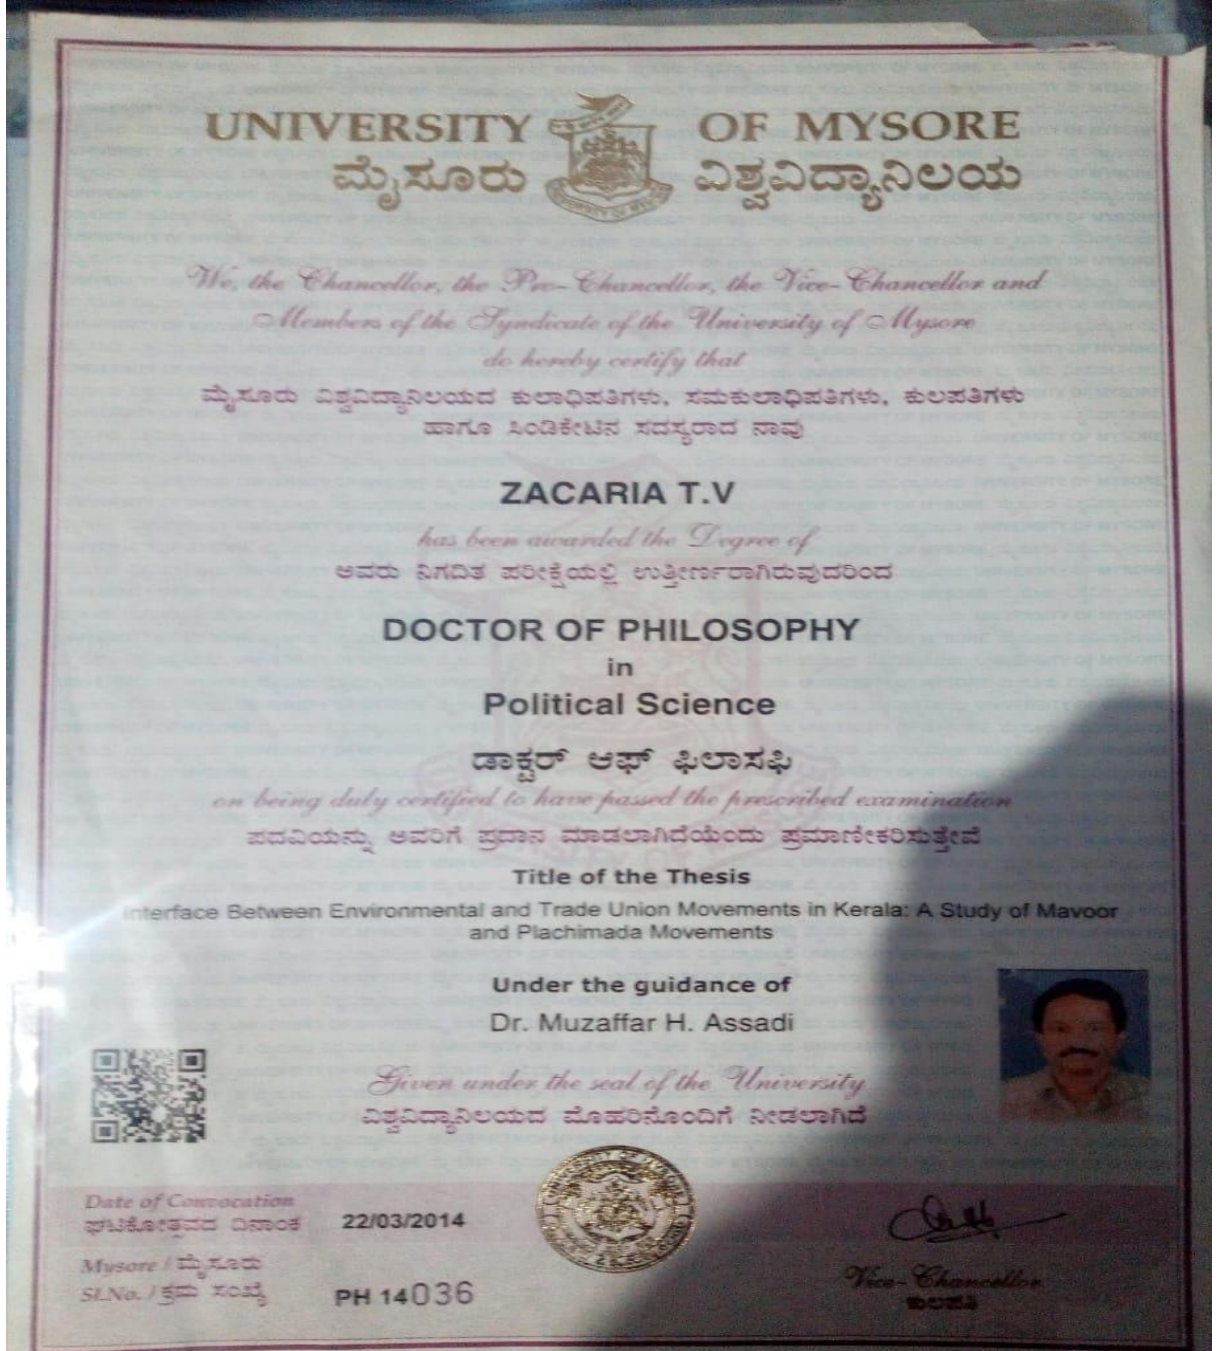 UNIVERSITY OF MYSORE
ಮೈಸೂರು ವಿಶ್ವವಿದ್ಯಾನಿಲಯ
We, the Chancellor, the Pro-Chancellor, the Vice-Chancellor and
Members of the Syndicate of the University of Mysore
do hereby certify that
ಮೈಸೂರು ವಿಶ್ವವಿದ್ಯಾನಿಲಯದ ಕುಲಾಧಿಪತಿಗಳು, ಸಮಕುಲಾಧಿಪತಿಗಳು, ಕುಲಪತಿಗಳು
ಹಾಗೂ ಸಿಂಡಿಕೇಟಿನ ಸದಸ್ಯರಾದ ನಾವು
ZACARIA T.V
has been awarded the Degree of
ಅವರು ನಿಗದಿತ ಪರೀಕ್ಷೆಯಲ್ಲಿ ಉತ್ತೀರ್ಣರಾಗಿರುವುದರಿಂದ
DOCTOR OF PHILOSOPHY
in
Political Science
ಡಾಕ್ಟರ್ ಆಫ್ ಫಿಲಾಸಫಿ
on being duly certified to have passed the prescribed examination
ಪದವಿಯನ್ನು ಅವರಿಗೆ ಪ್ರದಾನ ಮಾಡಲಾಗಿದೆಯೆಂದು ಪ್ರಮಾಣೀಕರಿಸುತ್ತೇವೆ
Title of the Thesis
Interface Between Environmental and Trade Union Movements in Kerala: A Study of Mavoor
and Plachimada Movements
Under the guidance of
Dr. Muzaffar H. Assadi
Given under the seal of the University
ವಿಶ್ವವಿದ್ಯಾನಿಲಯದ ಮೊಹರಿನೊಂದಿಗೆ ನೀಡಲಾಗಿದೆ
Date of Convocation
ಘಟಿಕೋತ್ಸವದ ದಿನಾಂಕ 22/03/2014
Mysore / ಮೈಸೂರು
Sl.No. / ಕ್ರಮ ಸಂಖ್ಯೆ PH 14036
Vice-Chancellor
ಕುಲಪತಿ